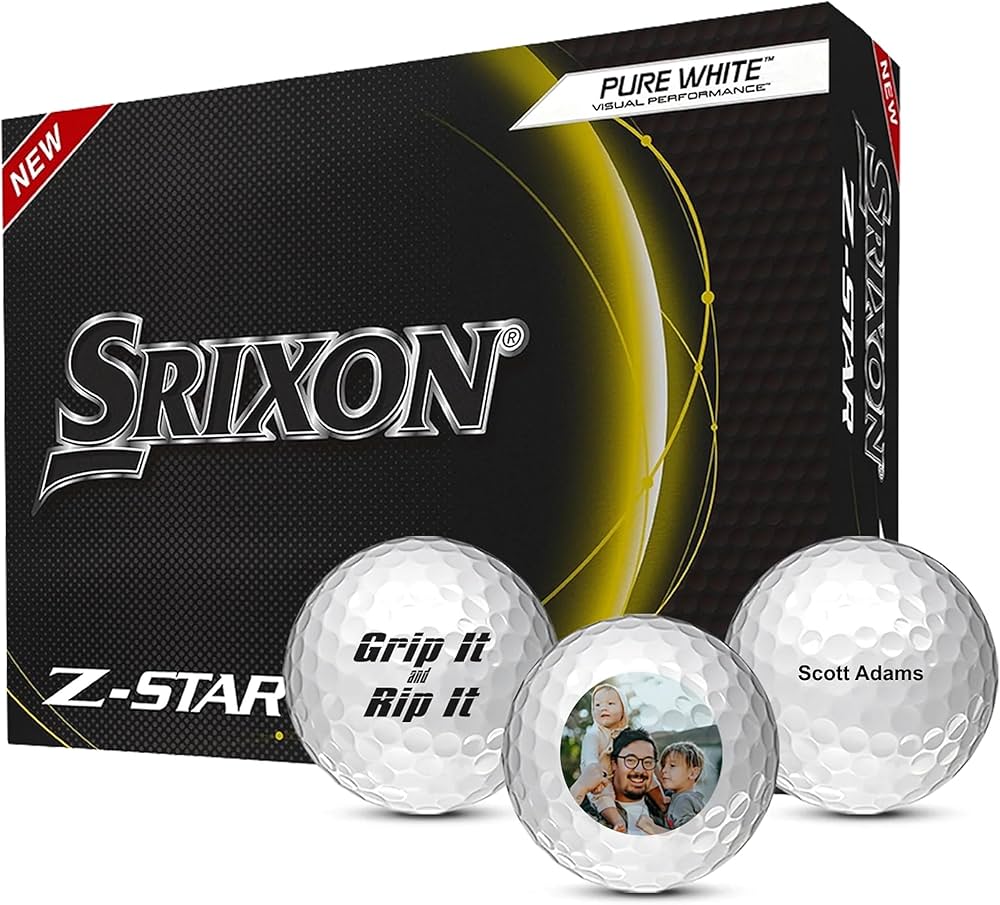 NEW
PURE WHITE™
VISUAL PERFORMANCE™
NEW
SRIXON®
Z-STAR
SRIXON®
Z-STAR
Grip It
and
Rip It
Scott Adams